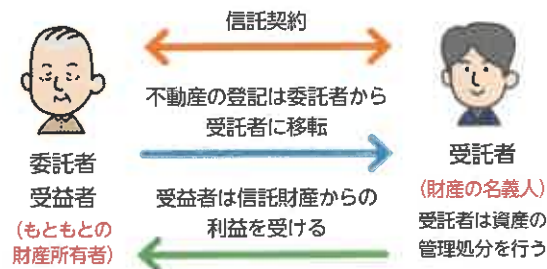 信託契約
不動産の登記は委託者から
受託者に移転
委託者
受益者
(もともとの
財産所有者)
受益者は信託財産からの
利益を受ける
受託者
(財産の名義人)
受託者は資産の
管理処分を行う